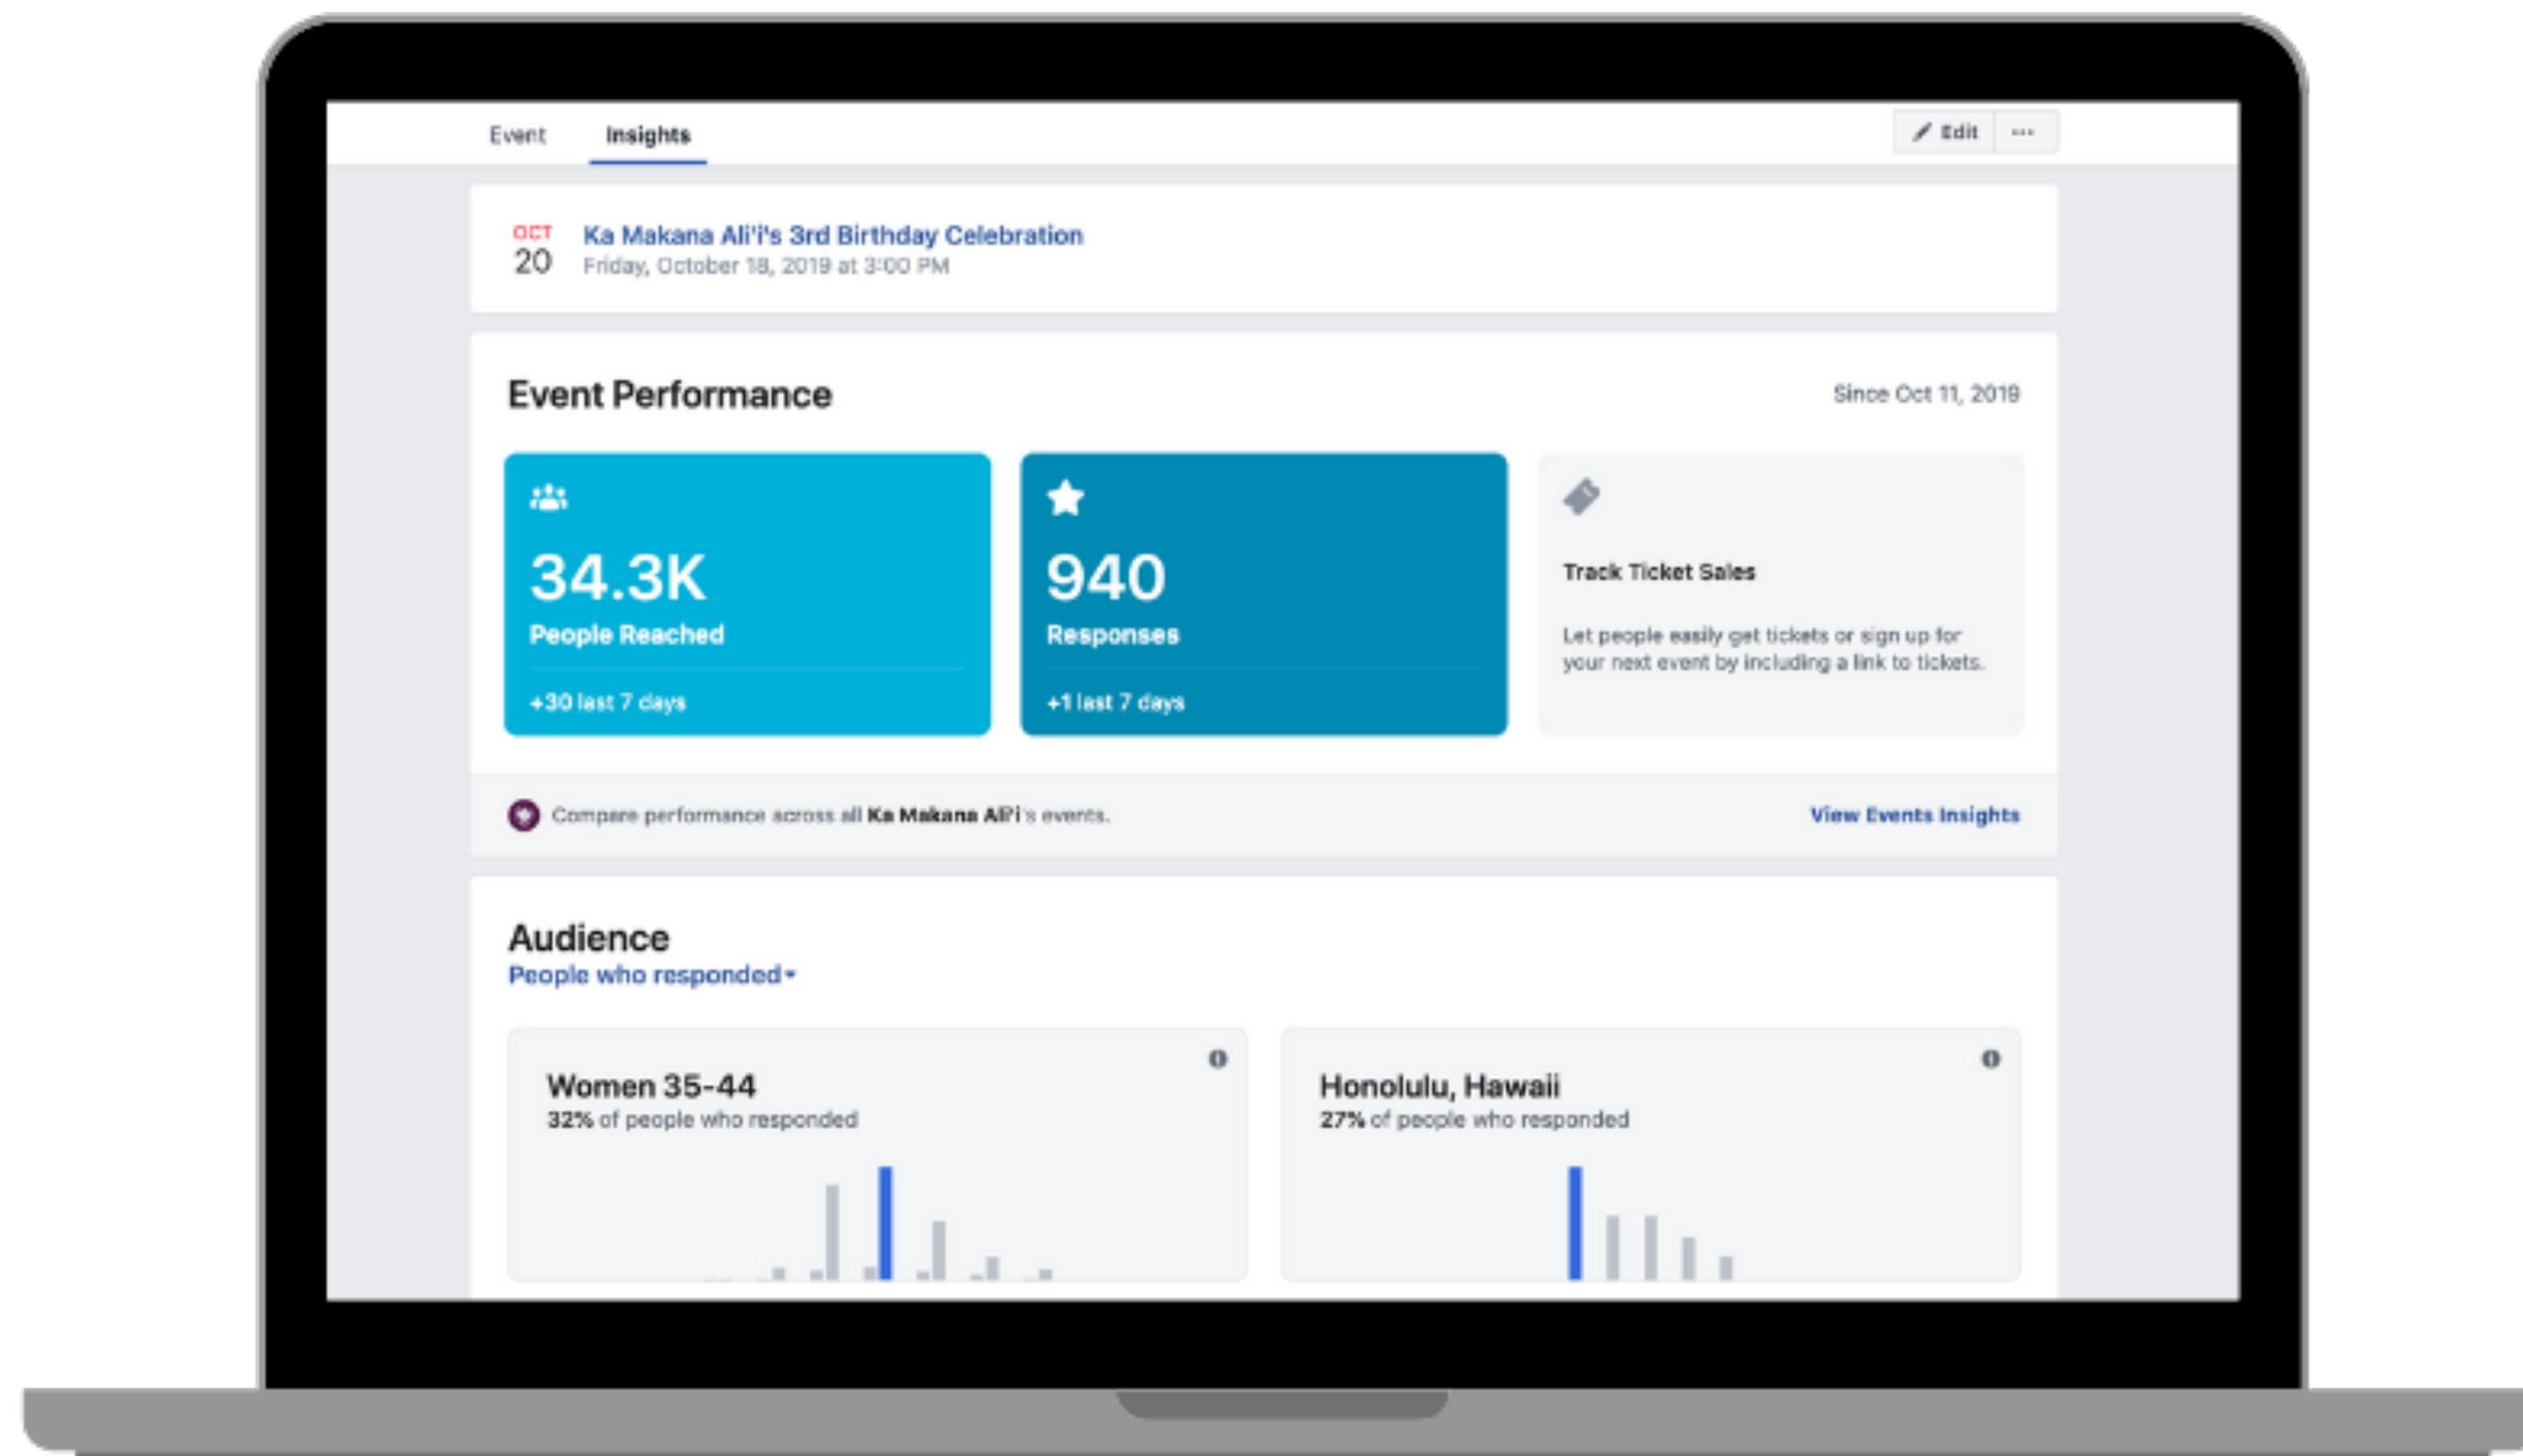 Event
Insights
Edit
OCT
20
Ka Makana Ali'i's 3rd Birthday Celebration
Friday, October 18, 2019 at 3:00 PM
Event Performance
Since Oct 11, 2019
34.3K
People Reached
+30 last 7 days
940
Responses
+1 last 7 days
Track Ticket Sales
Let people easily get tickets or sign up for
your next event by including a link to tickets.
Compare performance across all Ka Makana Ali'i's events.
View Events Insights
Audience
People who responded
Women 35-44
32% of people who responded
Honolulu, Hawaii
27% of people who responded